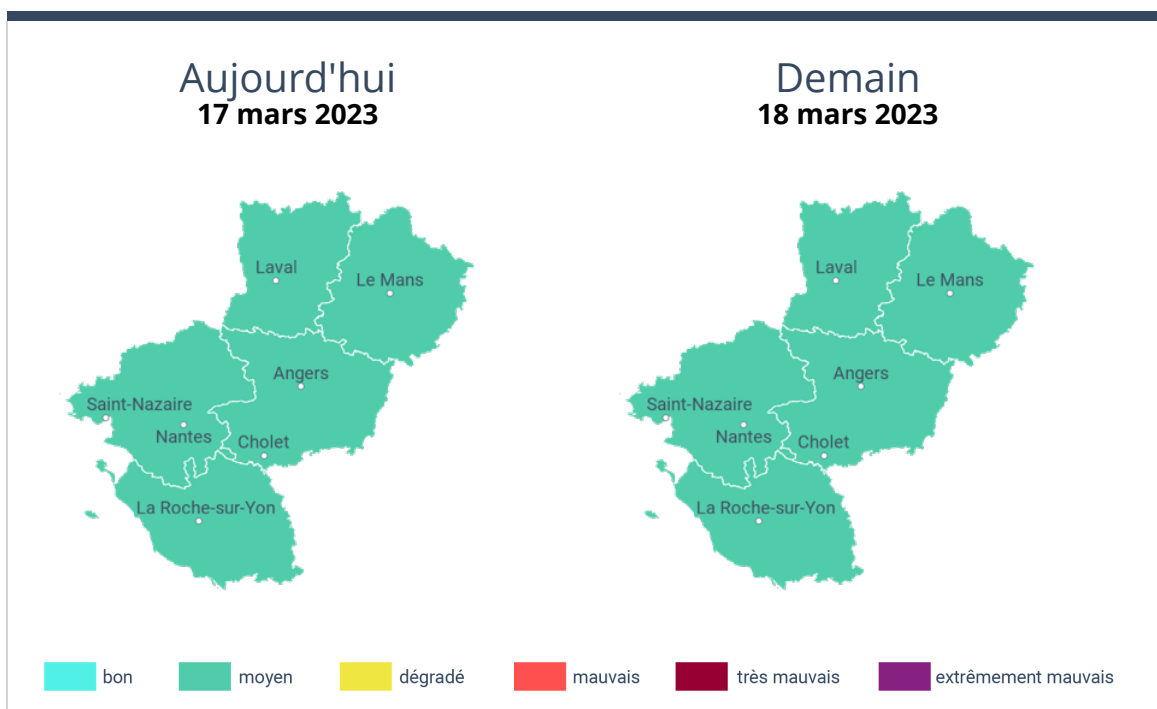 Aujourd'hui
17 mars 2023
Laval
Le Mans
Angers
Saint-Nazaire
Nantes
Cholet
La Roche-sur-Yon
Demain
18 mars 2023
Laval
Le Mans
Angers
Saint-Nazaire
Nantes
Cholet
La Roche-sur-Yon
bon
moyen
dégradé
mauvais
très mauvais
extrêmement mauvais